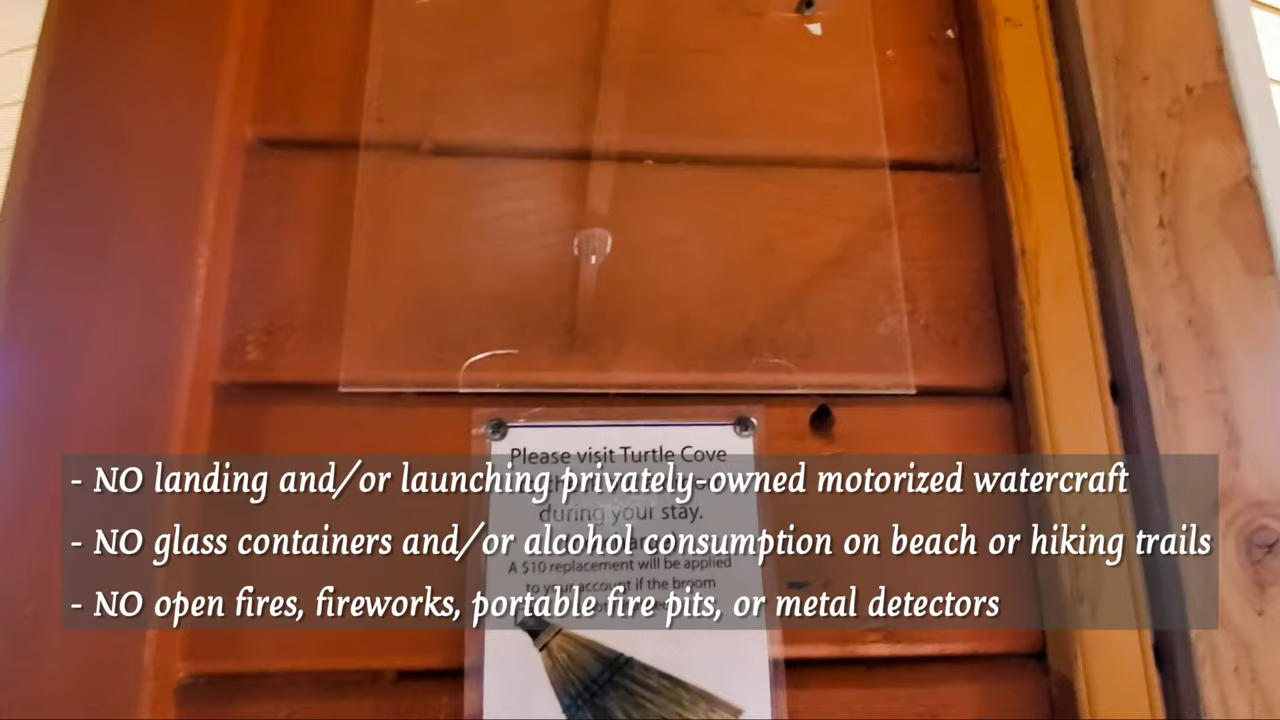 Please visit Turtle Cove
during your stay.
A $10 replacement will be applied
to your account if the broom
- NO landing and/or launching privately-owned motorized watercraft
- NO glass containers and/or alcohol consumption on beach or hiking trails
- NO open fires, fireworks, portable fire pits, or metal detectors